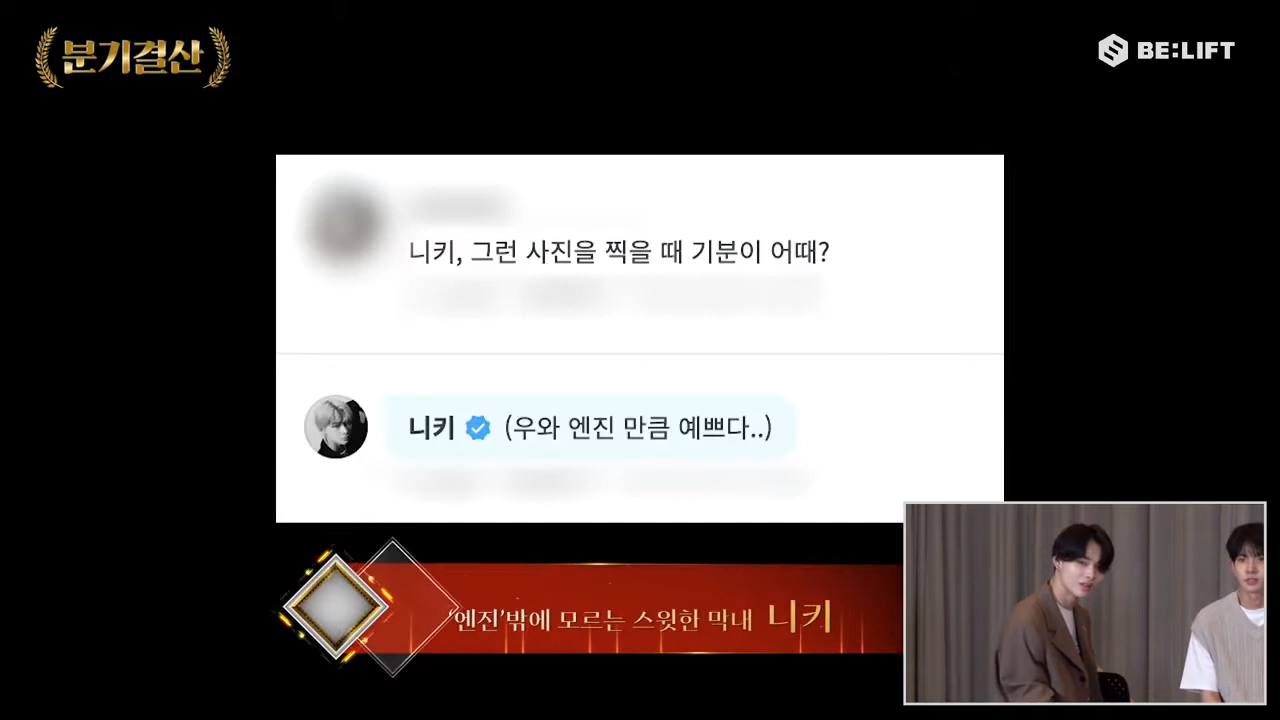 분기결산
BE:LIFT
니키, 그런 사진을 찍을 때 기분이 어때?
니키 (우와 엔진 만큼 예쁘다..)
'엔진'밖에 모르는 스윗한 막내 니키